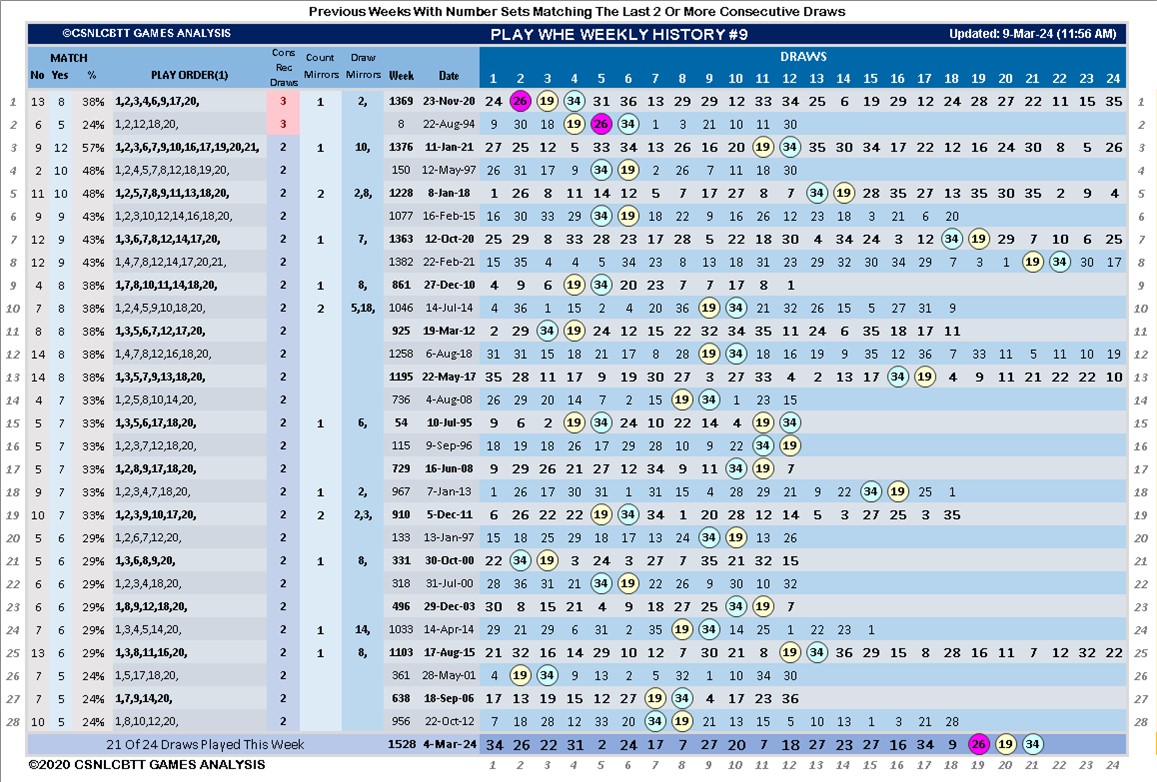 Previous Weeks With Number Sets Matching The Last 2 Or More Consecutive Draws
©CSNLCBTT GAMES ANALYSIS PLAY WHE WEEKLY HISTORY #9 Updated: 9-Mar-24 (11:56 AM)
MATCH Cons Rec Draws Count Mirrors Draw Mirrors DRAWS
No Yes % PLAY ORDER(1) Week Date 1 2 3 4 5 6 7 8 9 10 11 12 13 14 15 16 17 18 19 20 21 22 23 24
1 13 8 38% 1,2,3,4,6,9,17,20, 3 1 2, 1369 23-Nov-20 24 26 19 34 31 36 13 29 29 12 33 34 25 6 19 29 12 24 28 27 22 11 15 35 1
2 6 5 24% 1,2,12,18,20, 3 8 22-Aug-94 9 30 18 19 26 34 1 3 21 10 11 30 2
3 9 12 57% 1,2,3,6,7,9,10,16,17,19,20,21, 2 1 10, 1376 11-Jan-21 27 25 12 5 33 34 13 26 16 20 19 34 35 30 34 17 22 12 16 24 30 8 5 26 3
4 2 10 48% 1,2,4,5,7,8,12,18,19,20, 2 150 12-May-97 26 31 17 9 34 19 2 26 7 11 18 30 4
5 11 10 48% 1,2,5,7,8,9,11,13,18,20, 2 2 2,8, 1228 8-Jan-18 1 26 8 11 14 12 5 7 17 27 8 7 34 19 28 35 27 13 35 30 35 2 9 4 5
6 9 9 43% 1,2,3,10,12,14,16,18,20, 2 1077 16-Feb-15 16 30 33 29 34 19 18 22 9 16 26 12 23 18 3 21 6 20 6
7 12 9 43% 1,3,6,7,8,12,14,17,20, 2 1 7, 1363 12-Oct-20 25 29 8 33 28 23 17 28 5 22 18 30 4 34 24 3 12 34 19 29 7 10 6 25 7
8 12 9 43% 1,4,7,8,12,14,17,20,21, 2 1382 22-Feb-21 15 35 4 4 5 34 23 8 13 18 31 23 29 32 30 34 29 7 3 1 19 34 30 17 8
9 4 8 38% 1,7,8,10,11,14,18,20, 2 1 8, 861 27-Dec-10 4 9 6 19 34 20 23 7 7 17 8 1 9
10 7 8 38% 1,2,4,5,9,10,18,20, 2 2 5,18, 1046 14-Jul-14 4 36 1 15 2 4 20 36 19 34 21 32 26 15 5 27 31 9 10
11 8 8 38% 1,3,5,6,7,12,17,20, 2 925 19-Mar-12 2 29 34 19 24 12 15 22 32 34 35 11 24 6 35 18 17 11 11
12 14 8 38% 1,4,7,8,12,16,18,20, 2 1258 6-Aug-18 31 31 15 18 21 17 8 28 19 34 18 16 19 9 35 12 36 7 33 11 5 11 10 19 12
13 14 8 38% 1,3,5,7,9,13,18,20, 2 1195 22-May-17 35 28 11 17 9 19 30 27 3 27 33 4 2 13 17 34 19 4 9 11 21 22 22 10 13
14 4 7 33% 1,2,5,8,10,14,20, 2 736 4-Aug-08 26 29 20 14 7 2 15 19 34 1 23 15 14
15 5 7 33% 1,3,5,6,17,18,20, 2 1 6, 54 10-Jul-95 9 6 2 19 34 24 10 22 14 4 19 34 15
16 5 7 33% 1,2,3,7,12,18,20, 2 115 9-Sep-96 18 19 18 26 17 29 28 10 9 22 34 19 16
17 5 7 33% 1,2,8,9,17,18,20, 2 729 16-Jun-08 9 29 26 21 27 12 34 9 11 34 19 7 17
18 9 7 33% 1,2,3,4,7,18,20, 2 1 2, 967 7-Jan-13 1 26 17 30 31 1 31 15 4 28 29 21 9 22 34 19 25 1 18
19 10 7 33% 1,2,3,9,10,17,20, 2 2 2,3, 910 5-Dec-11 6 26 22 22 19 34 34 1 20 28 12 14 5 3 27 25 3 35 19
20 5 6 29% 1,2,6,7,12,20, 2 133 13-Jan-97 15 18 25 29 18 17 13 24 34 19 13 26 20
21 5 6 29% 1,3,6,8,9,20, 2 1 8, 331 30-Oct-00 22 34 19 3 24 3 27 7 35 21 32 15 21
22 6 6 29% 1,2,3,4,18,20, 2 318 31-Jul-00 28 36 31 21 34 19 22 26 9 30 10 32 22
23 6 6 29% 1,8,9,12,18,20, 2 496 29-Dec-03 30 8 15 21 4 9 18 27 25 34 19 7 23
24 7 6 29% 1,3,4,5,14,20, 2 1 14, 1033 14-Apr-14 29 21 29 6 31 2 35 19 34 14 25 1 22 23 1 24
25 13 6 29% 1,3,8,11,16,20, 2 1 8, 1103 17-Aug-15 21 32 16 14 29 10 12 7 30 21 8 19 34 36 29 15 8 28 16 11 7 12 32 22 25
26 7 5 24% 1,5,17,18,20, 2 361 28-May-01 4 19 34 9 13 2 5 32 1 10 34 30 26
27 7 5 24% 1,7,9,14,20, 2 638 18-Sep-06 17 13 19 15 12 27 19 34 4 17 23 36 27
28 10 5 24% 1,8,10,12,20, 2 956 22-Oct-12 7 18 28 12 33 20 34 19 21 13 15 5 10 13 1 3 21 28 28
21 Of 24 Draws Played This Week 1528 4-Mar-24 34 26 22 31 2 24 17 7 27 20 7 18 27 23 27 16 34 9 26 19 34
©2020 CSNLCBTT GAMES ANALYSIS 1 2 3 4 5 6 7 8 9 10 11 12 13 14 15 16 17 18 19 20 21 22 23 24